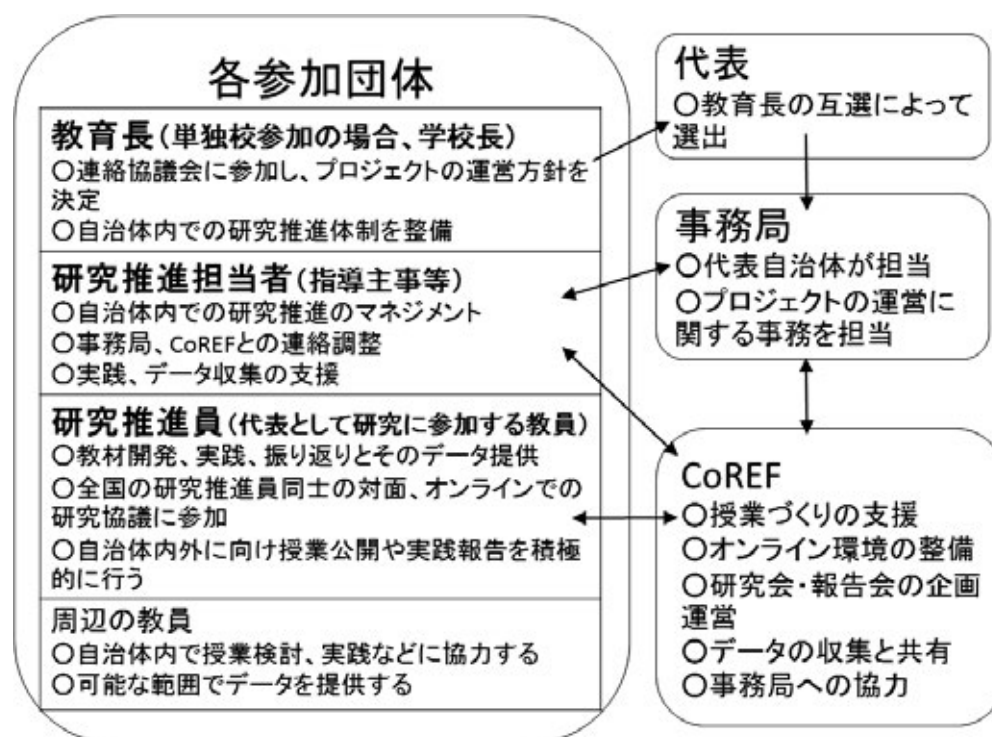 各参加団体
教育長(単独校参加の場合、学校長)
○連絡協議会に参加し、プロジェクトの運営方針を
決定
○自治体内での研究推進体制を整備
研究推進担当者(指導主事等)
○自治体内での研究推進のマネジメント
○事務局、CoREFとの連絡調整
○実践、データ収集の支援
研究推進員(代表として研究に参加する教員)
○教材開発、実践、振り返りとそのデータ提供
○全国の研究推進員同士の対面、オンラインでの
研究協議に参加
○自治体内外に向け授業公開や実践報告を積極
的に行う
周辺の教員
○自治体内で授業検討、実践などに協力する
○可能な範囲でデータを提供する
代表
○教育長の互選によって
選出
事務局
○代表自治体が担当
○プロジェクトの運営に
関する事務を担当
CoREF
○授業づくりの支援
○オンライン環境の整備
○研究会・報告会の企画
運営
○データの収集と共有
○事務局への協力